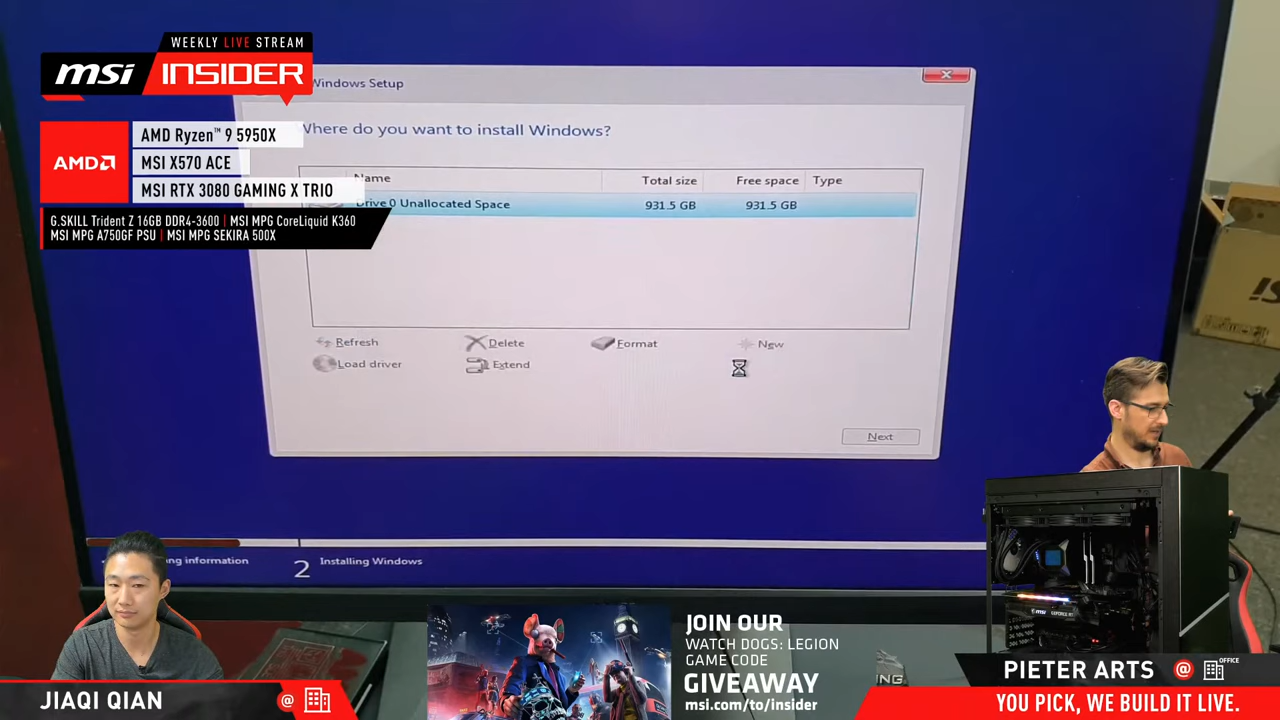 WEEKLY LIVE STREAM
msi INSIDER
AMD
AMD Ryzen™ 9 5950X
MSI X570 ACE
MSI RTX 3080 GAMING X TRIO
G.SKILL Trident Z 16GB DDR4-3600 | MSI MPG CoreLiquid K360
MSI MPG A750GF PSU | MSI MPG SEKIRA 500X
Windows Setup
Where do you want to install Windows?
Name Total size Free space Type
Drive 0 Unallocated Space 931.5 GB 931.5 GB
Refresh Delete Format New
Load driver Extend
Next
information
2 Installing Windows
JOIN OUR
WATCH DOGS: LEGION
GAME CODE
GIVEAWAY
msi.com/to/insider
JIAQI QIAN @
PIETER ARTS @ OFFICE
YOU PICK, WE BUILD IT LIVE.
msi